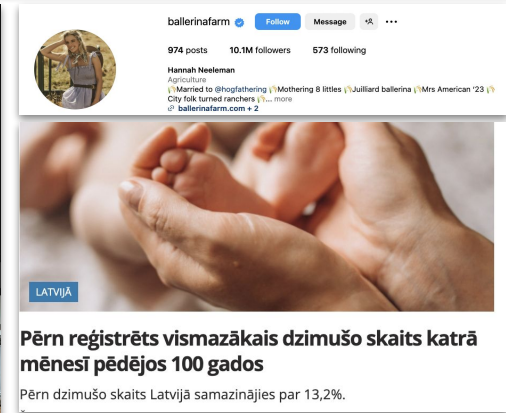 ballerinafarm Follow Message
974 posts 10.1M followers 573 following
Hannah Neeleman
Agriculture
Married to @hogfathering Mothering 8 littles Juilliard ballerina Mrs American '23
City folk turned ranchers ... more
ballerinafarm.com + 2
LATVIJĀ
Pērn reģistrēts vismazākais dzimušo skaits katrā
mēnesī pēdējos 100 gados
Pērn dzimušo skaits Latvijā samazinājies par 13,2%.